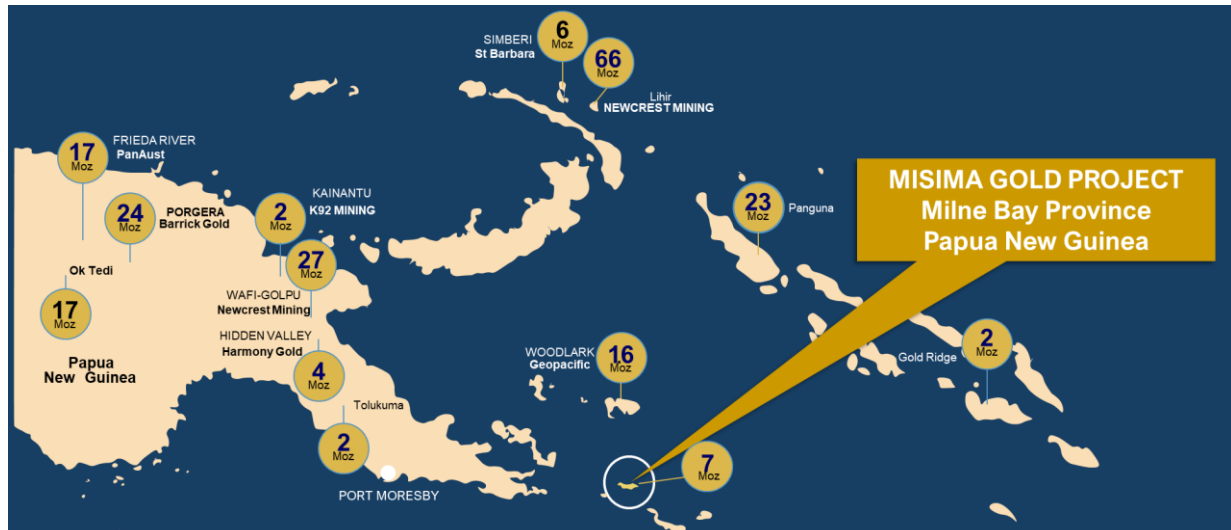 SIMBERI
St Barbara
6
Moz
66
Moz
Lihir
NEWCREST MINING
FRIEDA RIVER
PanAust
17
Moz
24
Moz
PORGERA
Barrick Gold
KAINANTU
K92 MINING
2
Moz
27
Moz
WAFI-GOLPU
Newcrest Mining
Ok Tedi
17
Moz
Papua
New Guinea
HIDDEN VALLEY
Harmony Gold
4
Moz
Tolukuma
2
Moz
PORT MORESBY
WOODLARK
Geopacific
16
Moz
23
Moz
Panguna
MISIMA GOLD PROJECT
Milne Bay Province
Papua New Guinea
Gold Ridge
2
Moz
7
Moz